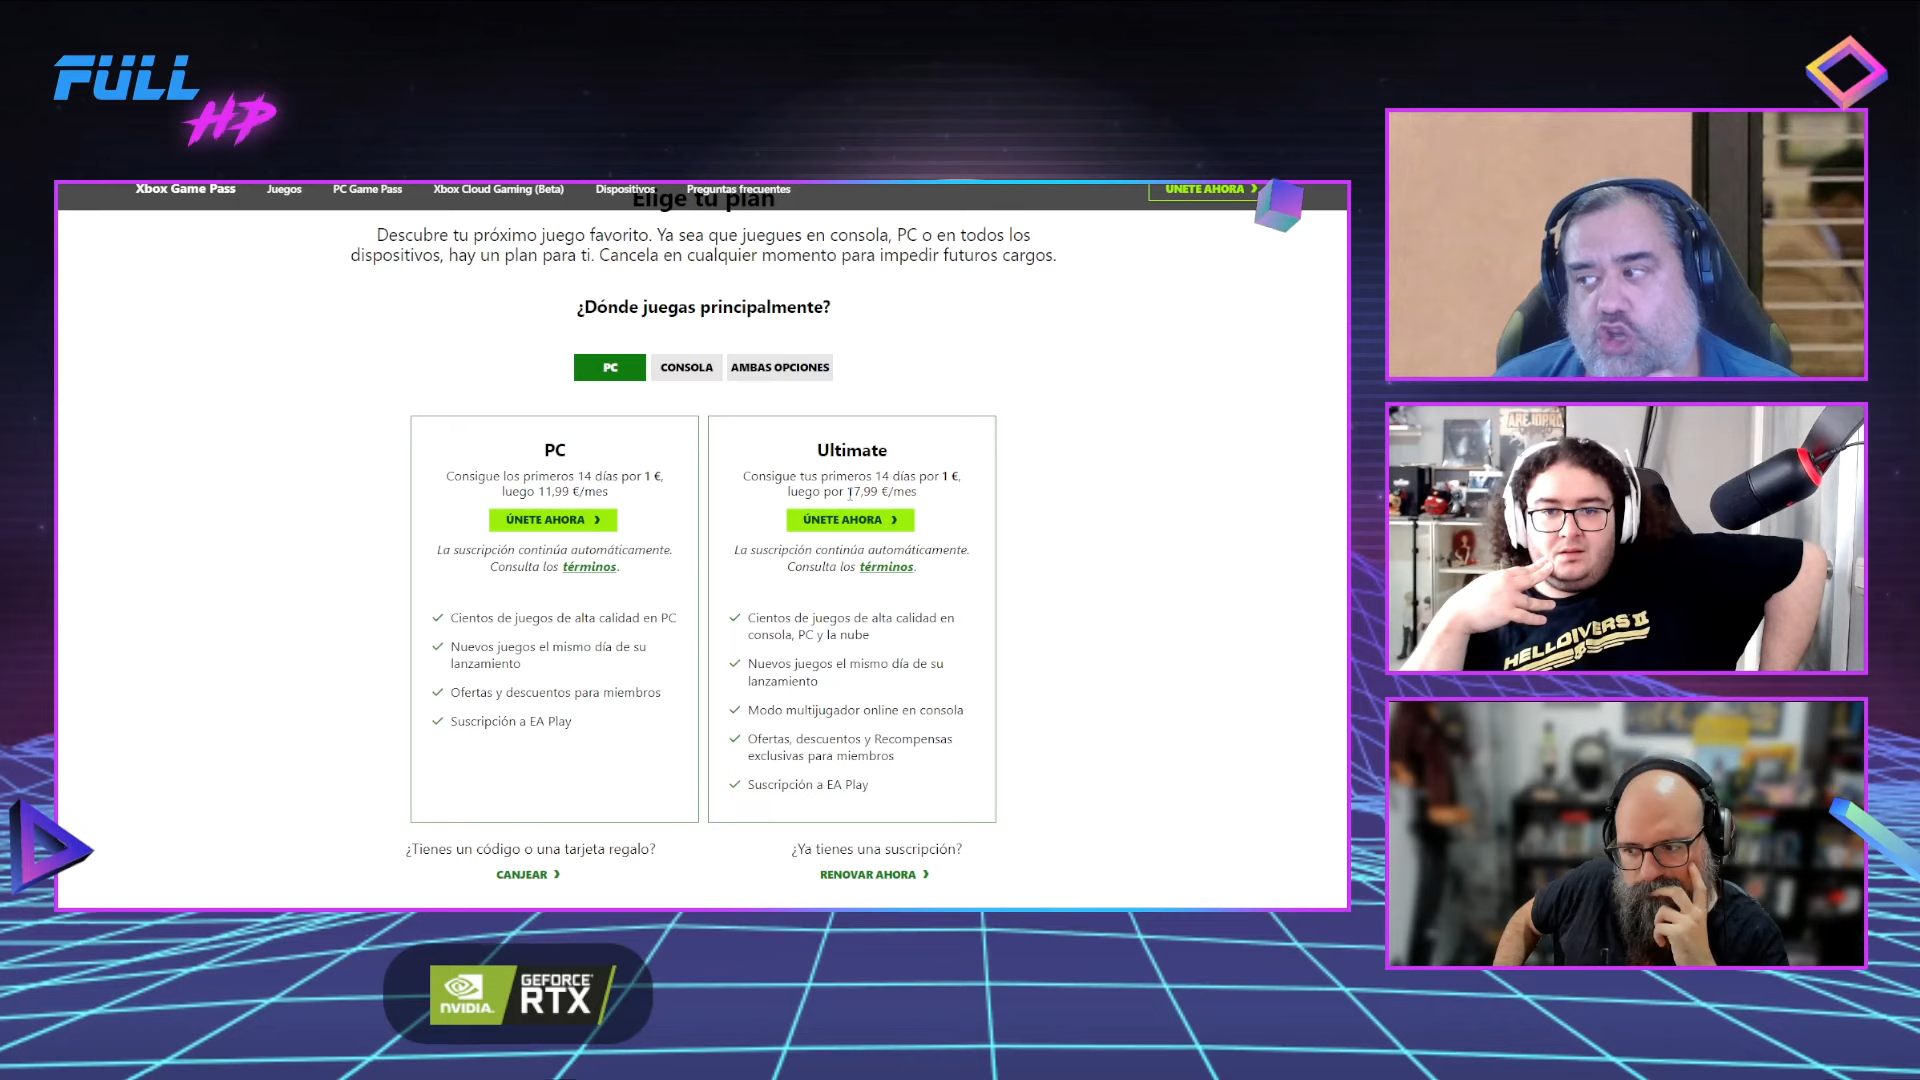 FULL
HP
Xbox Game Pass
Juegos
PC Game Pass
Xbox Cloud Gaming (Beta)
Dispositivos
Preguntas frecuentes
ÚNETE AHORA
Elige tu plan
Descubre tu próximo juego favorito. Ya sea que juegues en consola, PC o en todos los
dispositivos, hay un plan para ti. Cancela en cualquier momento para impedir futuros cargos.
¿Dónde juegas principalmente?
PC
CONSOLA
AMBAS OPCIONES
PC
Consigue los primeros 14 días por 1 €,
luego 11,99 €/mes
ÚNETE AHORA
La suscripción continúa automáticamente.
Consulta los términos.
Cientos de juegos de alta calidad en PC
Nuevos juegos el mismo día de su
lanzamiento
Ofertas y descuentos para miembros
Suscripción a EA Play
Ultimate
Consigue tus primeros 14 días por 1 €,
luego por 17,99 €/mes
ÚNETE AHORA
La suscripción continúa automáticamente.
Consulta los términos.
Cientos de juegos de alta calidad en
consola, PC y la nube
Nuevos juegos el mismo día de su
lanzamiento
Modo multijugador online en consola
Ofertas, descuentos y Recompensas
exclusivas para miembros
Suscripción a EA Play
¿Tienes un código o una tarjeta regalo?
CANJEAR
¿Ya tienes una suscripción?
RENOVAR AHORA
HELLDIVERS II
NVIDIA.
GEFORCE
RTX